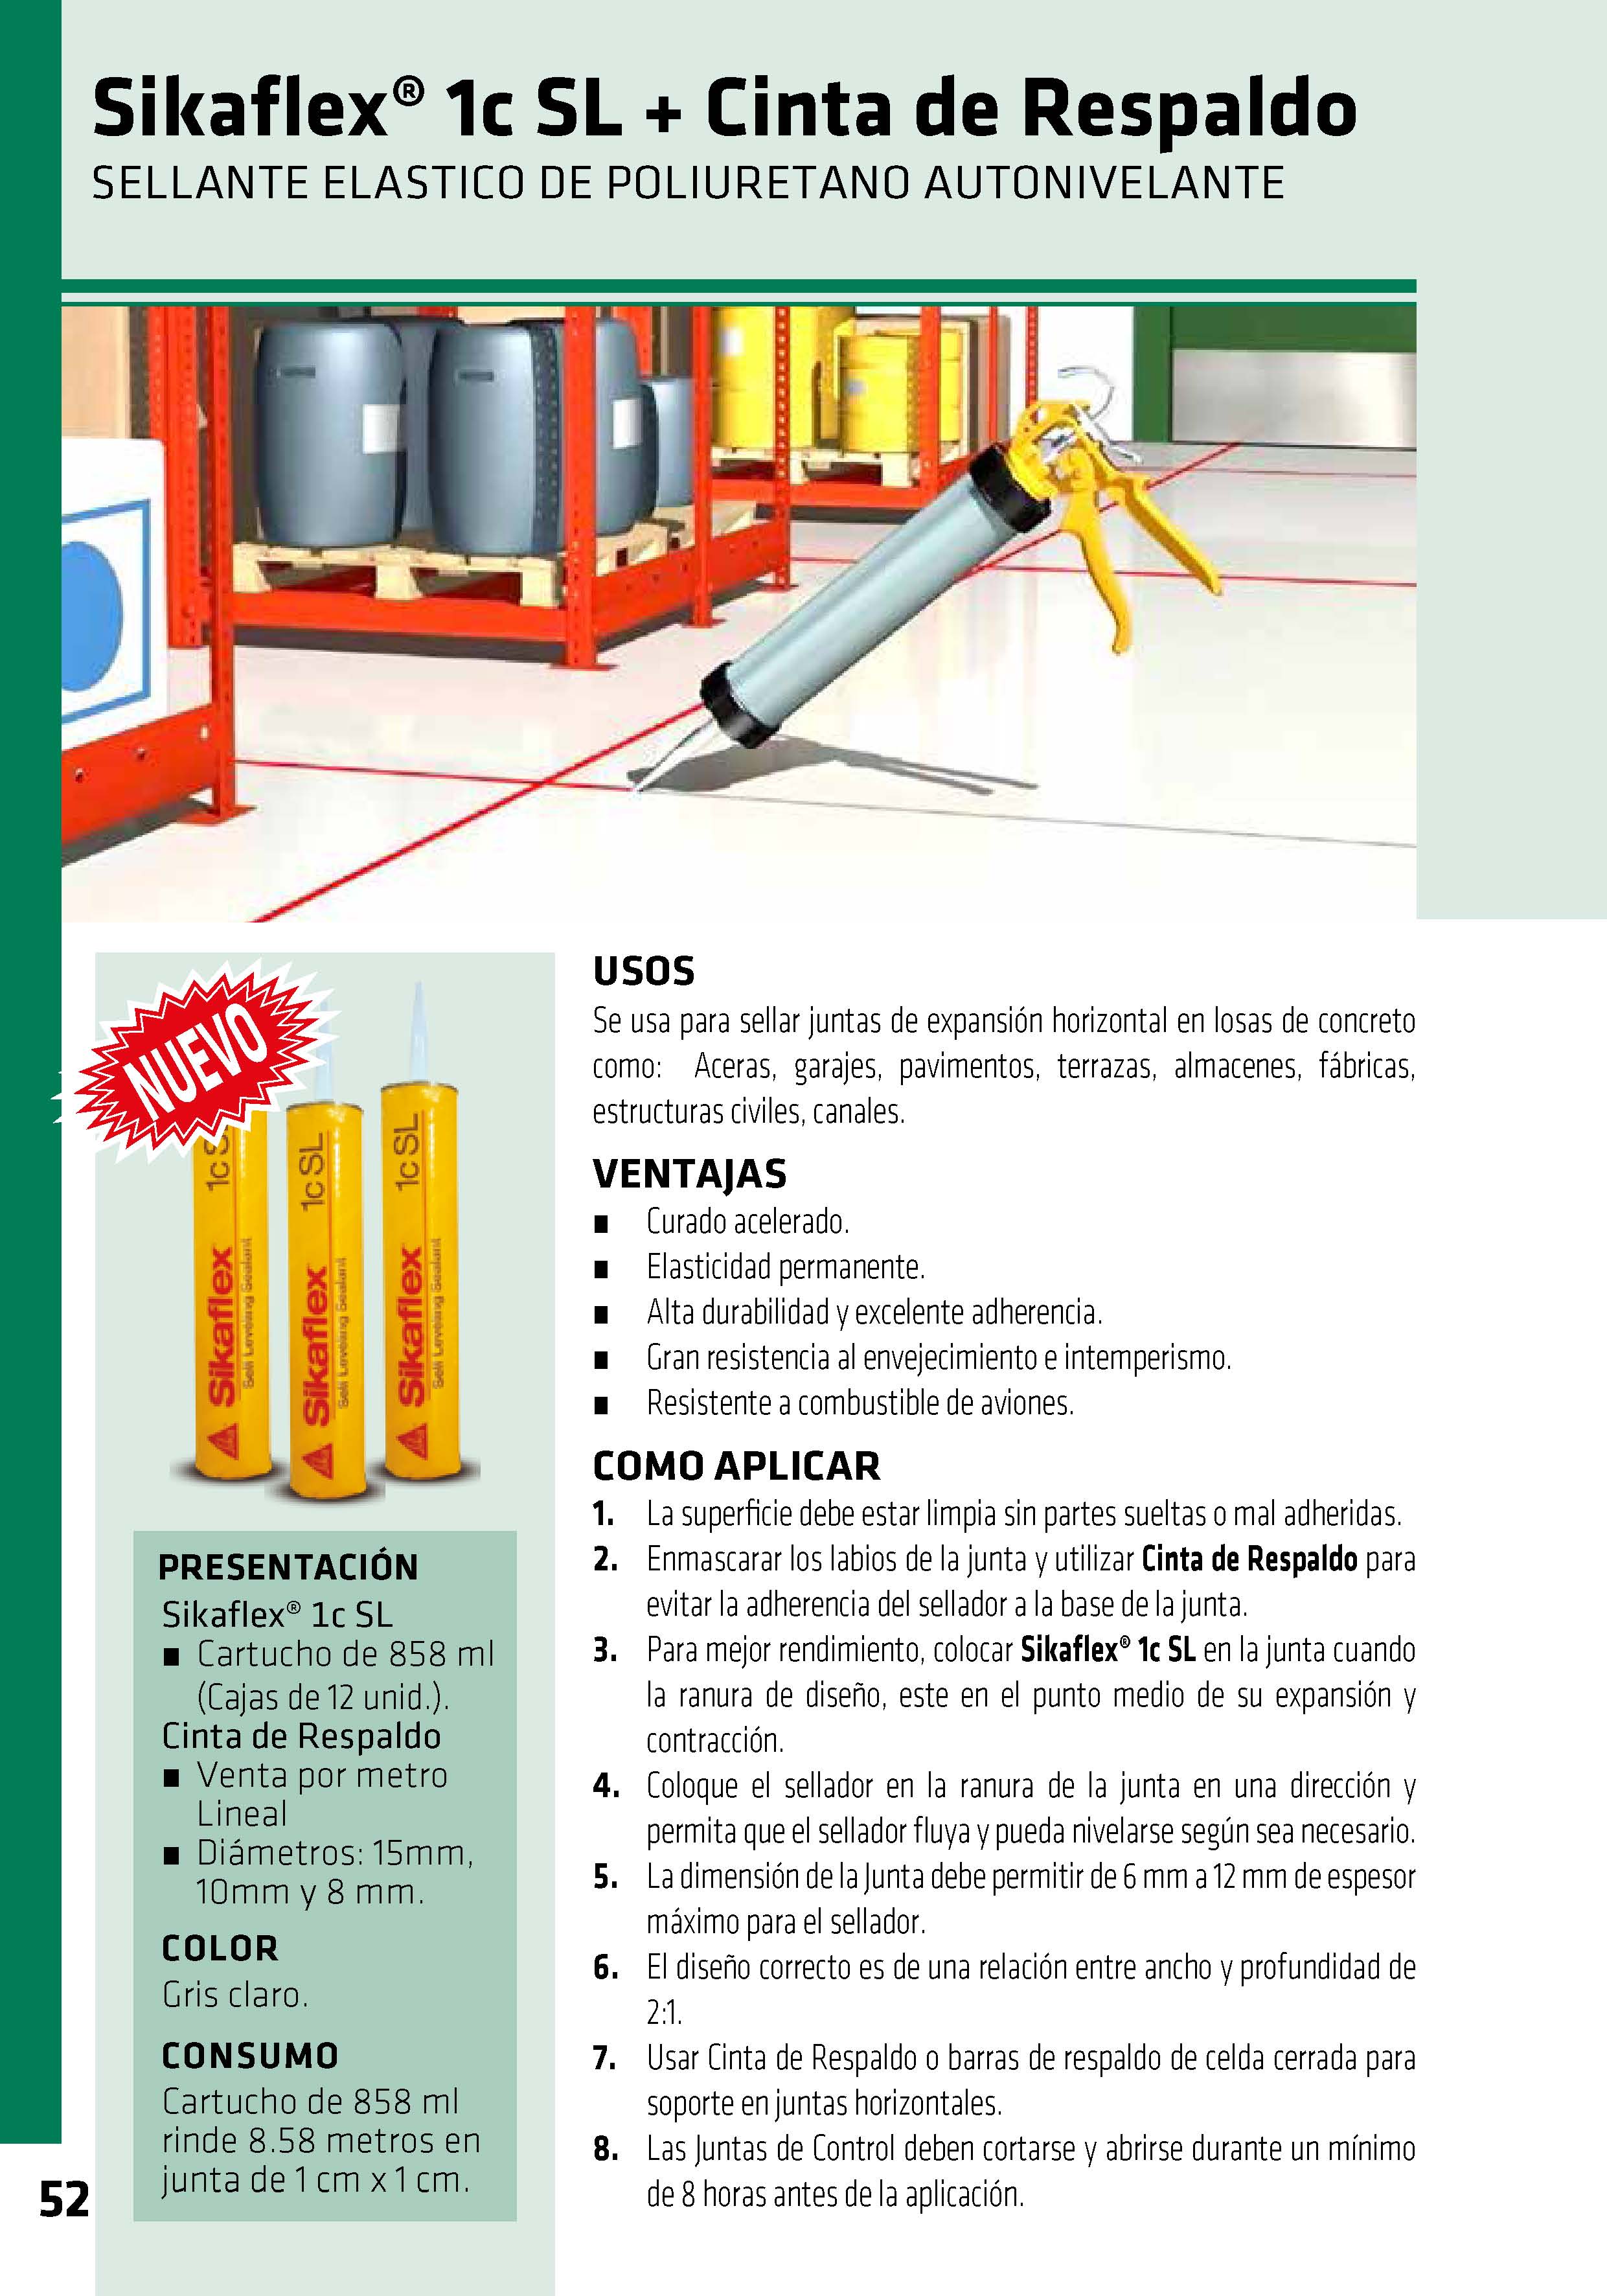 Sikaflex® 1c SL + Cinta de Respaldo
SELLANTE ELASTICO DE POLIURETANO AUTONIVELANTE
NUEVO
1c S
Sikaflex
Self Leveling Sealant
1c SL
Sikaflex
Self Leveling Sealant
1c SL
Sikaflex
Self Leveling Sealant
PRESENTACIÓN
Sikaflex® 1c SL
■ Cartucho de 858 ml
(Cajas de 12 unid.).
Cinta de Respaldo
■ Venta por metro
Lineal
■ Diámetros: 15mm,
10mm y 8 mm.
COLOR
Gris claro.
CONSUMO
Cartucho de 858 ml
rinde 8.58 metros en
junta de 1 cm x 1 cm.
52
USOS
Se usa para sellar juntas de expansión horizontal en losas de concreto
como: Aceras, garajes, pavimentos, terrazas, almacenes, fábricas,
estructuras civiles, canales.
VENTAJAS
■ Curado acelerado.
■ Elasticidad permanente.
■ Alta durabilidad y excelente adherencia.
■ Gran resistencia al envejecimiento e intemperismo.
■ Resistente a combustible de aviones.
COMO APLICAR
1. La superficie debe estar limpia sin partes sueltas o mal adheridas.
2. Enmascarar los labios de la junta y utilizar Cinta de Respaldo para
evitar la adherencia del sellador a la base de la junta.
3. Para mejor rendimiento, colocar Sikaflex® 1c SL en la junta cuando
la ranura de diseño, este en el punto medio de su expansión y
contracción.
4. Coloque el sellador en la ranura de la junta en una dirección y
permita que el sellador fluya y pueda nivelarse según sea necesario.
5. La dimensión de la Junta debe permitir de 6 mm a 12 mm de espesor
máximo para el sellador.
6. El diseño correcto es de una relación entre ancho y profundidad de
2:1.
7. Usar Cinta de Respaldo o barras de respaldo de celda cerrada para
soporte en juntas horizontales.
8. Las Juntas de Control deben cortarse y abrirse durante un mínimo
de 8 horas antes de la aplicación.